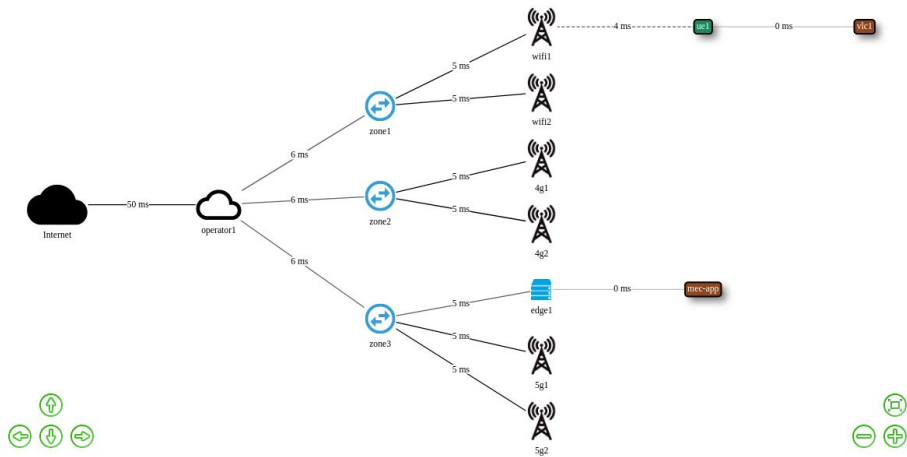 wifi1
4 ms
ue1
0 ms
vlc1
5 ms
5 ms
zone1
wifi2
6 ms
5 ms
4g1
Internet
50 ms
operator1
6 ms
zone2
5 ms
4g2
6 ms
5 ms
edge1
0 ms
mec-app
zone3
5 ms
5g1
5 ms
5g2